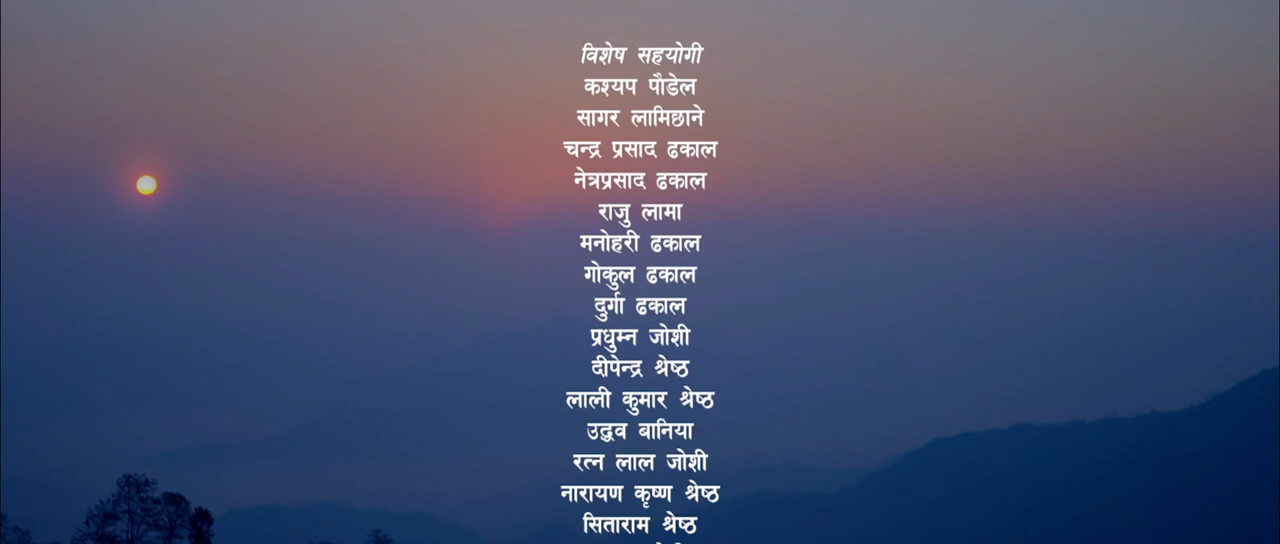 विशेष सहयोगी
कश्यप पौडेल
सागर लामिछाने
चन्द्र प्रसाद ढकाल
नेत्रप्रसाद ढकाल
राजु लामा
मनोहरी ढकाल
गोकुल ढकाल
दुर्गा ढकाल
प्रधुम्न जोशी
दीपेन्द्र श्रेष्ठ
लाली कुमार श्रेष्ठ
उद्धव बानिया
रत्न लाल जोशी
नारायण कृष्ण श्रेष्ठ
सिताराम श्रेष्ठ